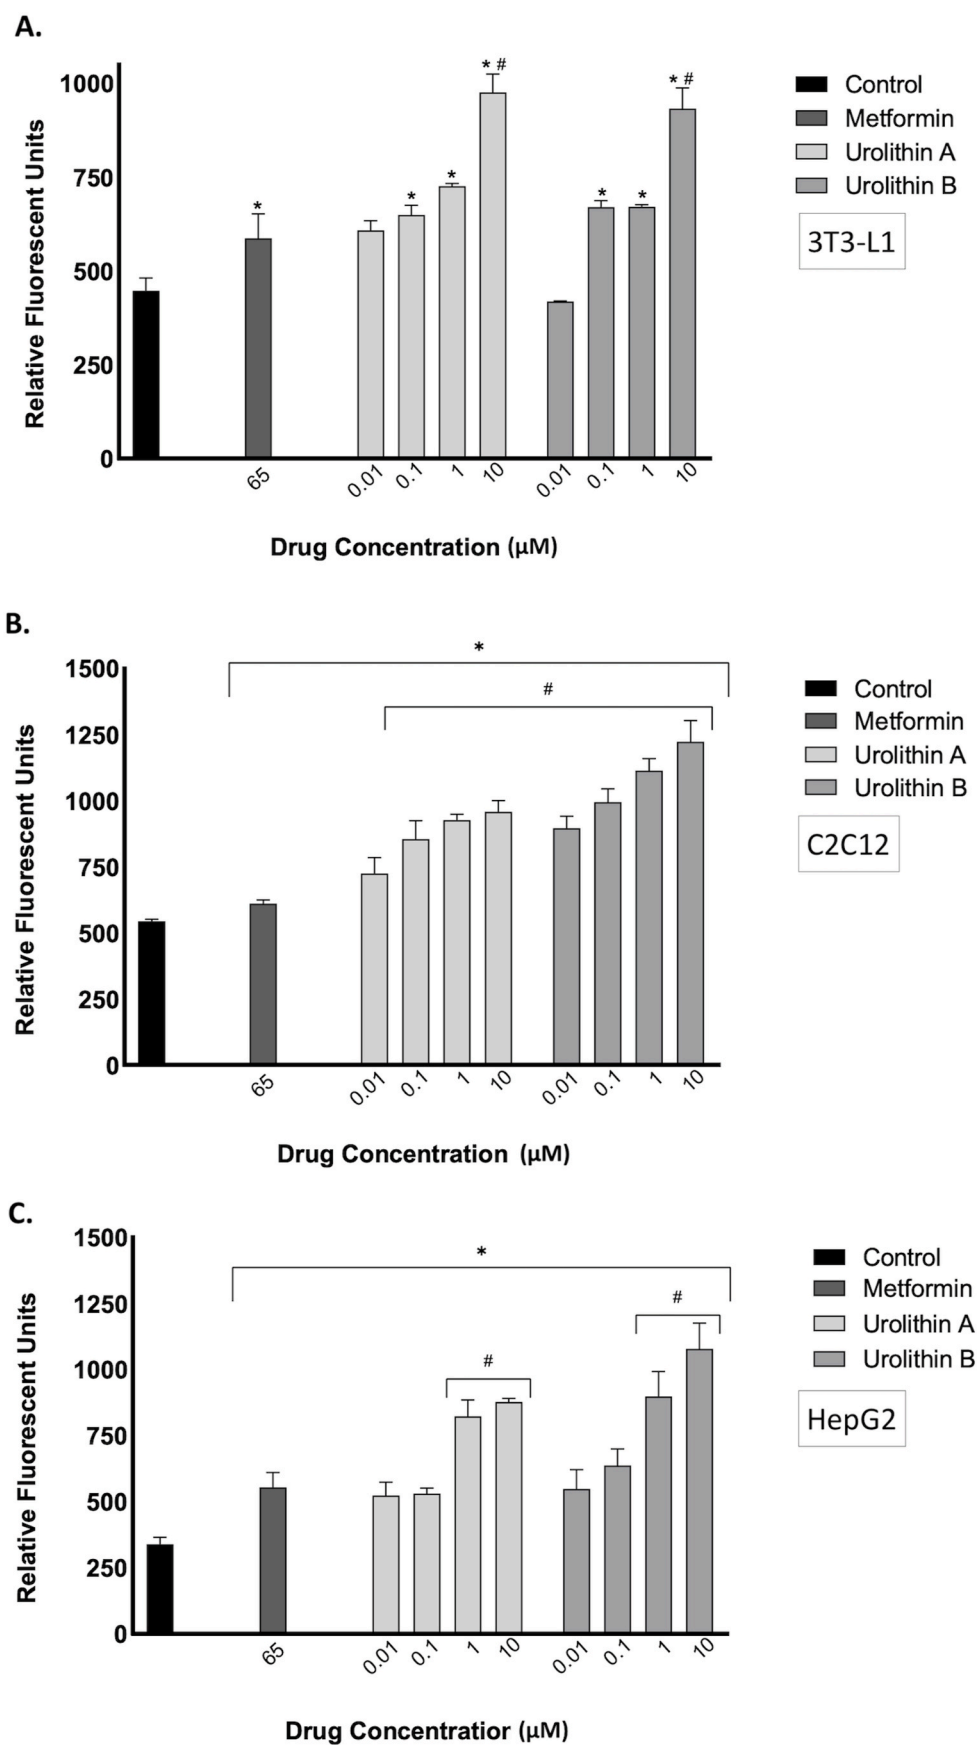 A.
* #
* #
1000
Control
Metformin
Urolithin A
Urolithin B
3T3-L1
750
*
*
*
*
*
500
250
0
Relative Fluorescent Units
65
0.01
0.1
1
10
0.01
0.1
1
10
Drug Concentration (µM)
B.
*
1500
#
Control
Metformin
Urolithin A
Urolithin B
C2C12
1250
1000
750
500
250
0
Relative Fluorescent Units
65
0.01
0.1
1
10
0.01
0.1
1
10
Drug Concentration (µM)
C.
1500
*
Control
Metformin
Urolithin A
Urolithin B
HepG2
1250
#
#
1000
750
500
250
0
Relative Fluorescent Units
65
0.01
0.1
1
10
0.01
0.1
1
10
Drug Concentratior (µM)